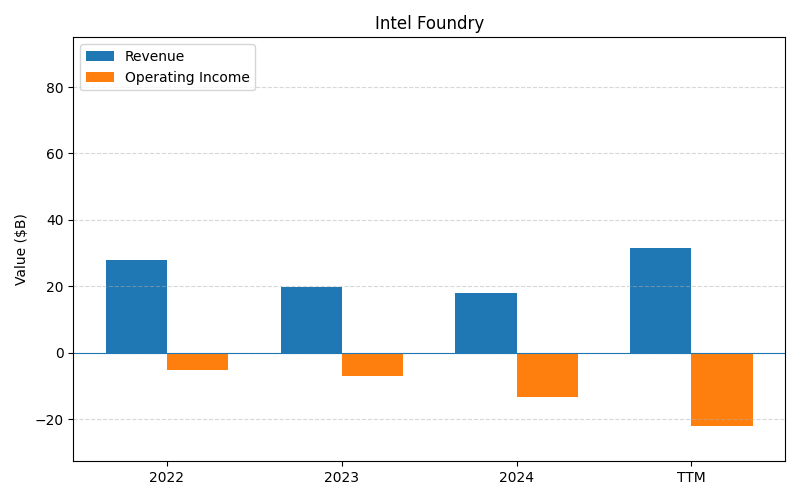 Intel Foundry
Revenue
Operating Income
Value ($B)
80
60
40
20
0
−20
2022
2023
2024
TTM